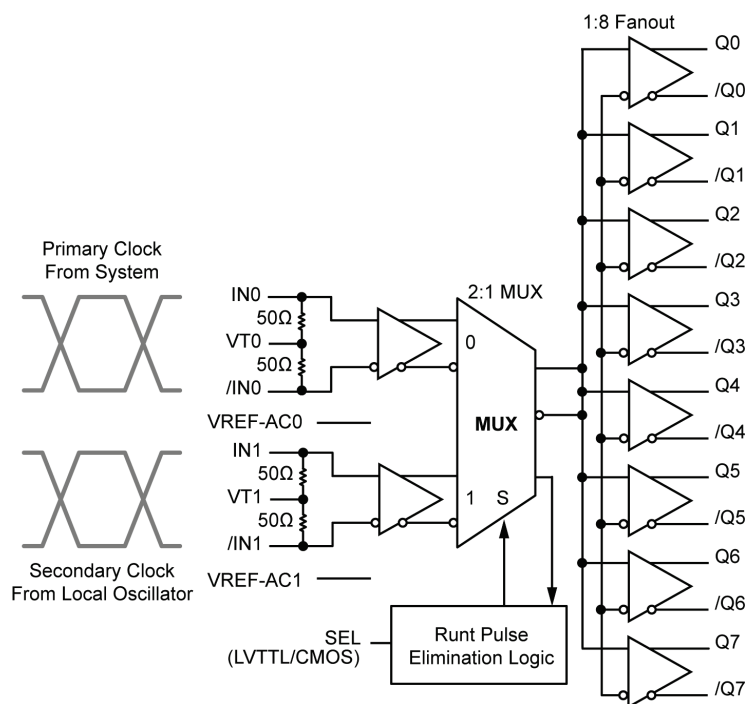 1:8 Fanout
Q0
/Q0
Q1
/Q1
Q2
/Q2
Q3
/Q3
Q4
/Q4
Q5
/Q5
Q6
/Q6
Q7
/Q7
Primary Clock
From System
Secondary Clock
From Local Oscillator
IN0
50Ω
VT0
50Ω
/IN0
VREF-AC0
IN1
50Ω
VT1
50Ω
/IN1
VREF-AC1
2:1 MUX
0
MUX
1 S
SEL
(LVTTL/CMOS)
Runt Pulse
Elimination Logic